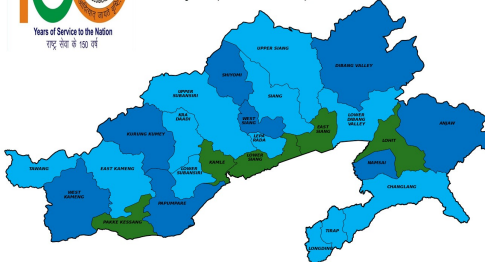 Years of Service to the Nation
राष्ट्र सेवा के 150 वर्ष
UPPER SIANG
DIBANG VALLEY
SHIYOMI
UPPER
SUBANSIRI
SIANG
KRA
DAADI
WEST
SIANG
LOWER
DIBANG
VALLEY
ANJAW
KURUNG KUMEY
LEPA
RADA
EAST
SIANG
LOHIT
LOWER
SIANG
NAMSAI
TAWANG
EAST KAMENG
LOWER
SUBANSIRI
KAMLE
CHANGLANG
WEST
KAMENG
PAPUMPARE
PAKKE KESSANG
TIRAP
LONGDING